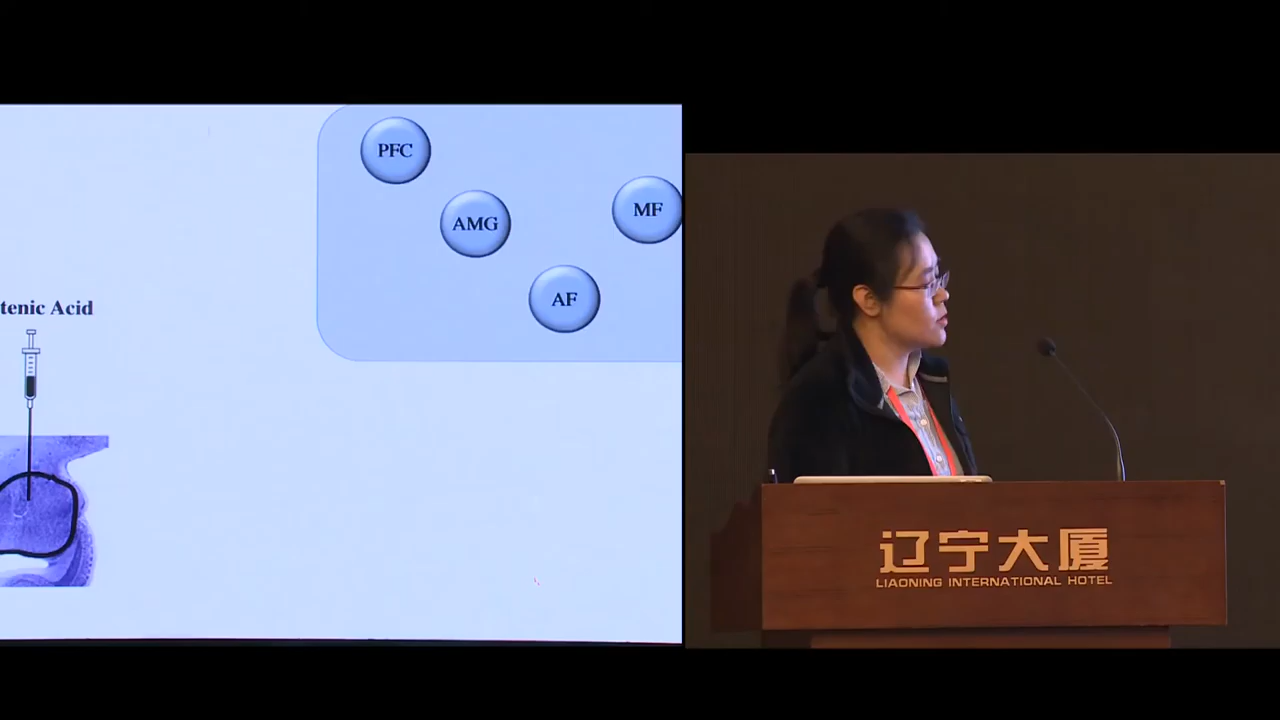 PFC
MF
AMG
AF
tenic Acid
辽宁大厦
LIAONING INTERNATIONAL HOTEL